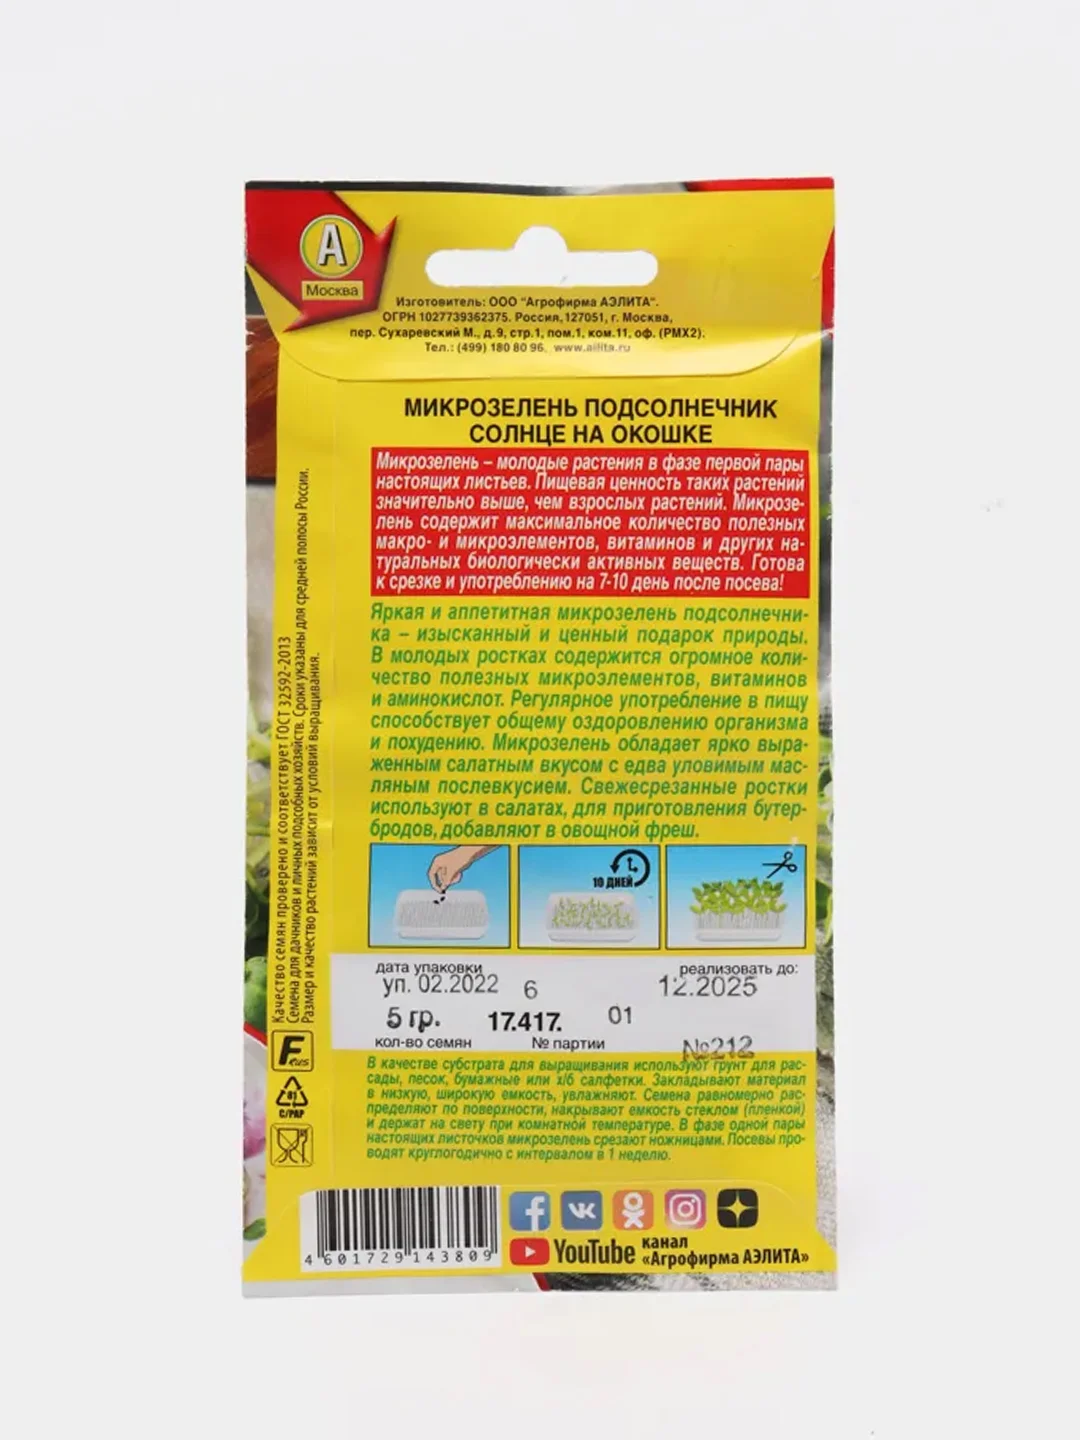 А
Москва
Изготовитель: ООО "Агрофирма АЭЛИТА".
ОГРН 1027739362375. Россия,127051, г. Москва,
пер. Сухаревский М., д.9, стр.1, пом.1, ком.11, оф. (РМХ2).
Тел.: (499) 180 80 96. www.ailita.ru
МИКРОЗЕЛЕНЬ ПОДСОЛНЕЧНИК
СОЛНЦЕ НА ОКОШКЕ
Микрозелень – молодые растения в фазе первой пары
настоящих листьев. Пищевая ценность таких растений
значительно выше, чем взрослых растений. Микрозе-
лень содержит максимальное количество полезных
макро- и микроэлементов, витаминов и других на-
туральных биологически активных веществ. Готова
к срезке и употреблению на 7-10 день после посева!
Яркая и аппетитная микрозелень подсолнечни-
ка – изысканный и ценный подарок природы.
В молодых ростках содержится огромное коли-
чество полезных микроэлементов, витаминов
и аминокислот. Регулярное употребление в пищу
способствует общему оздоровлению организма
и похудению. Микрозелень обладает ярко выра-
женным салатным вкусом с едва уловимым мас-
ляным послевкусием. Свежесрезанные ростки
используют в салатах, для приготовления бутер-
бродов, добавляют в овощной фреш.
10 ДНЕЙ
Качество семян проверено и соответствует ГОСТ 32592-2013
Семена для дачников и личных подсобных хозяйств. Сроки указаны для средней полосы России.
Размер и качество растений зависит от условий выращивания.
дата упаковки
реализовать до:
уп. 02.2022 6 12.2025
5 гр. 17.417. 01
кол-во семян № партии №212
F RUS
81
C/PAP
В качестве субстрата для выращивания используют грунт для рас-
сады, песок, бумажные или х/б салфетки. Закладывают материал
в низкую, широкую емкость, увлажняют. Семена равномерно рас-
пределяют по поверхности, накрывают емкость стеклом (пленкой)
и держат на свету при комнатной температуре. В фазе одной пары
настоящих листочков микрозелень срезают ножницами. Посевы про-
водят круглогодично с интервалом в 1 неделю.
4 601729 143809
YouTube канал
«Агрофирма АЭЛИТА»